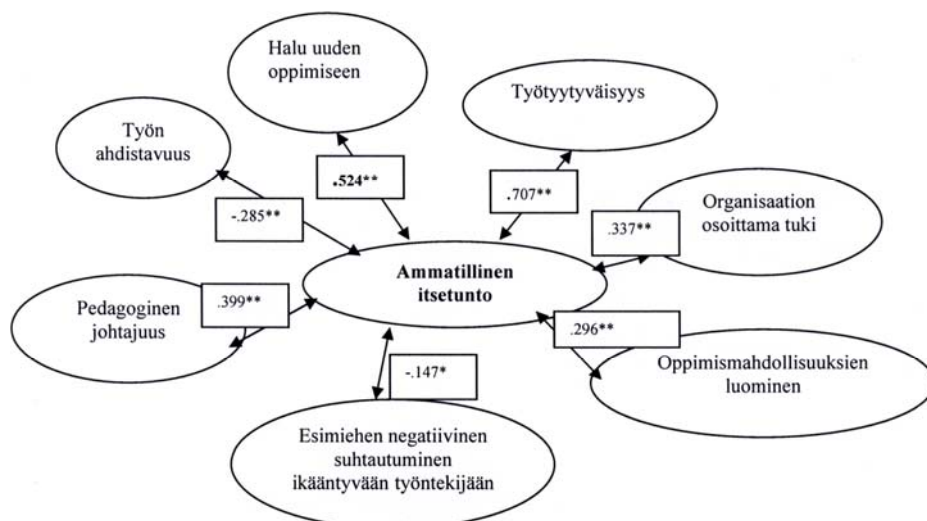 Halu uuden
oppimiseen
Työtyytyväisyys
Työn
ahdistavuus
.524**
.707**
-.285**
Organisaation
osoittama tuki
.337**
Ammatillinen
itsetunto
Pedagoginen
johtajuus
.399**
.296**
Oppimismahdollisuuksien
luominen
-.147*
Esimiehen negatiivinen
suhtautuminen
ikääntyvään työntekijään